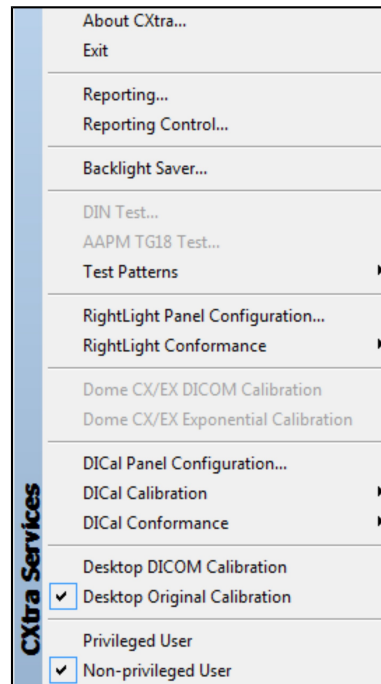 About CXtra...
Exit
Reporting...
Reporting Control...
Backlight Saver...
DIN Test...
AAPM TG18 Test...
Test Patterns
RightLight Panel Configuration...
RightLight Conformance
Dome CX/EX DICOM Calibration
Dome CX/EX Exponential Calibration
DICal Panel Configuration...
DICal Calibration
DICal Conformance
Desktop DICOM Calibration
Desktop Original Calibration
Privileged User
Non-privileged User
CXtra Services